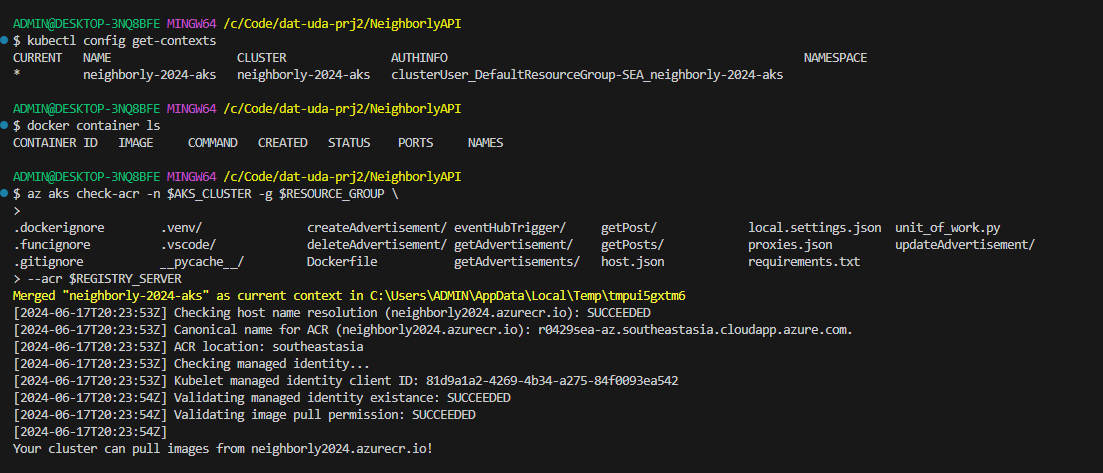 ADMIN@DESKTOP-3NQ8BFE MINGW64 /c/Code/dat-uda-prj2/NeighborlyAPI
$ kubectl config get-contexts
CURRENT NAME CLUSTER AUTHINFO NAMESPACE
* neighborly-2024-aks neighborly-2024-aks clusterUser_DefaultResourceGroup-SEA_neighborly-2024-aks
ADMIN@DESKTOP-3NQ8BFE MINGW64 /c/Code/dat-uda-prj2/NeighborlyAPI
$ docker container ls
CONTAINER ID IMAGE COMMAND CREATED STATUS PORTS NAMES
ADMIN@DESKTOP-3NQ8BFE MINGW64 /c/Code/dat-uda-prj2/NeighborlyAPI
$ az aks check-acr -n $AKS_CLUSTER -g $RESOURCE_GROUP \
>
.dockerignore .venv/ createAdvertisement/ eventHubTrigger/ getPost/ local.settings.json unit_of_work.py
.funcignore .vscode/ deleteAdvertisement/ getAdvertisement/ getPosts/ proxies.json updateAdvertisement/
.gitignore __pycache__/ Dockerfile getAdvertisements/ host.json requirements.txt
> --acr $REGISTRY_SERVER
Merged "neighborly-2024-aks" as current context in C:\Users\ADMIN\AppData\Local\Temp\tmpui5gxtm6
[2024-06-17T20:23:53Z] Checking host name resolution (neighborly2024.azurecr.io): SUCCEEDED
[2024-06-17T20:23:53Z] Canonical name for ACR (neighborly2024.azurecr.io): r0429sea-az.southeastasia.cloudapp.azure.com.
[2024-06-17T20:23:53Z] ACR location: southeastasia
[2024-06-17T20:23:53Z] Checking managed identity...
[2024-06-17T20:23:53Z] Kubelet managed identity client ID: 81d9a1a2-4269-4b34-a275-84f0093ea542
[2024-06-17T20:23:54Z] Validating managed identity existance: SUCCEEDED
[2024-06-17T20:23:54Z] Validating image pull permission: SUCCEEDED
[2024-06-17T20:23:54Z]
Your cluster can pull images from neighborly2024.azurecr.io!